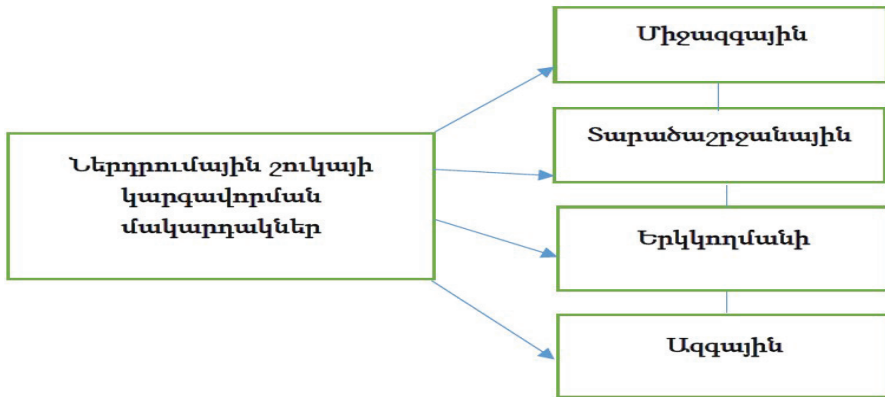 Ներդրումային շուկայի
կարգավորման
մակարդակներ
Միջազգային
Տարածաշրջանային
Երկկողմանի
Ազգային